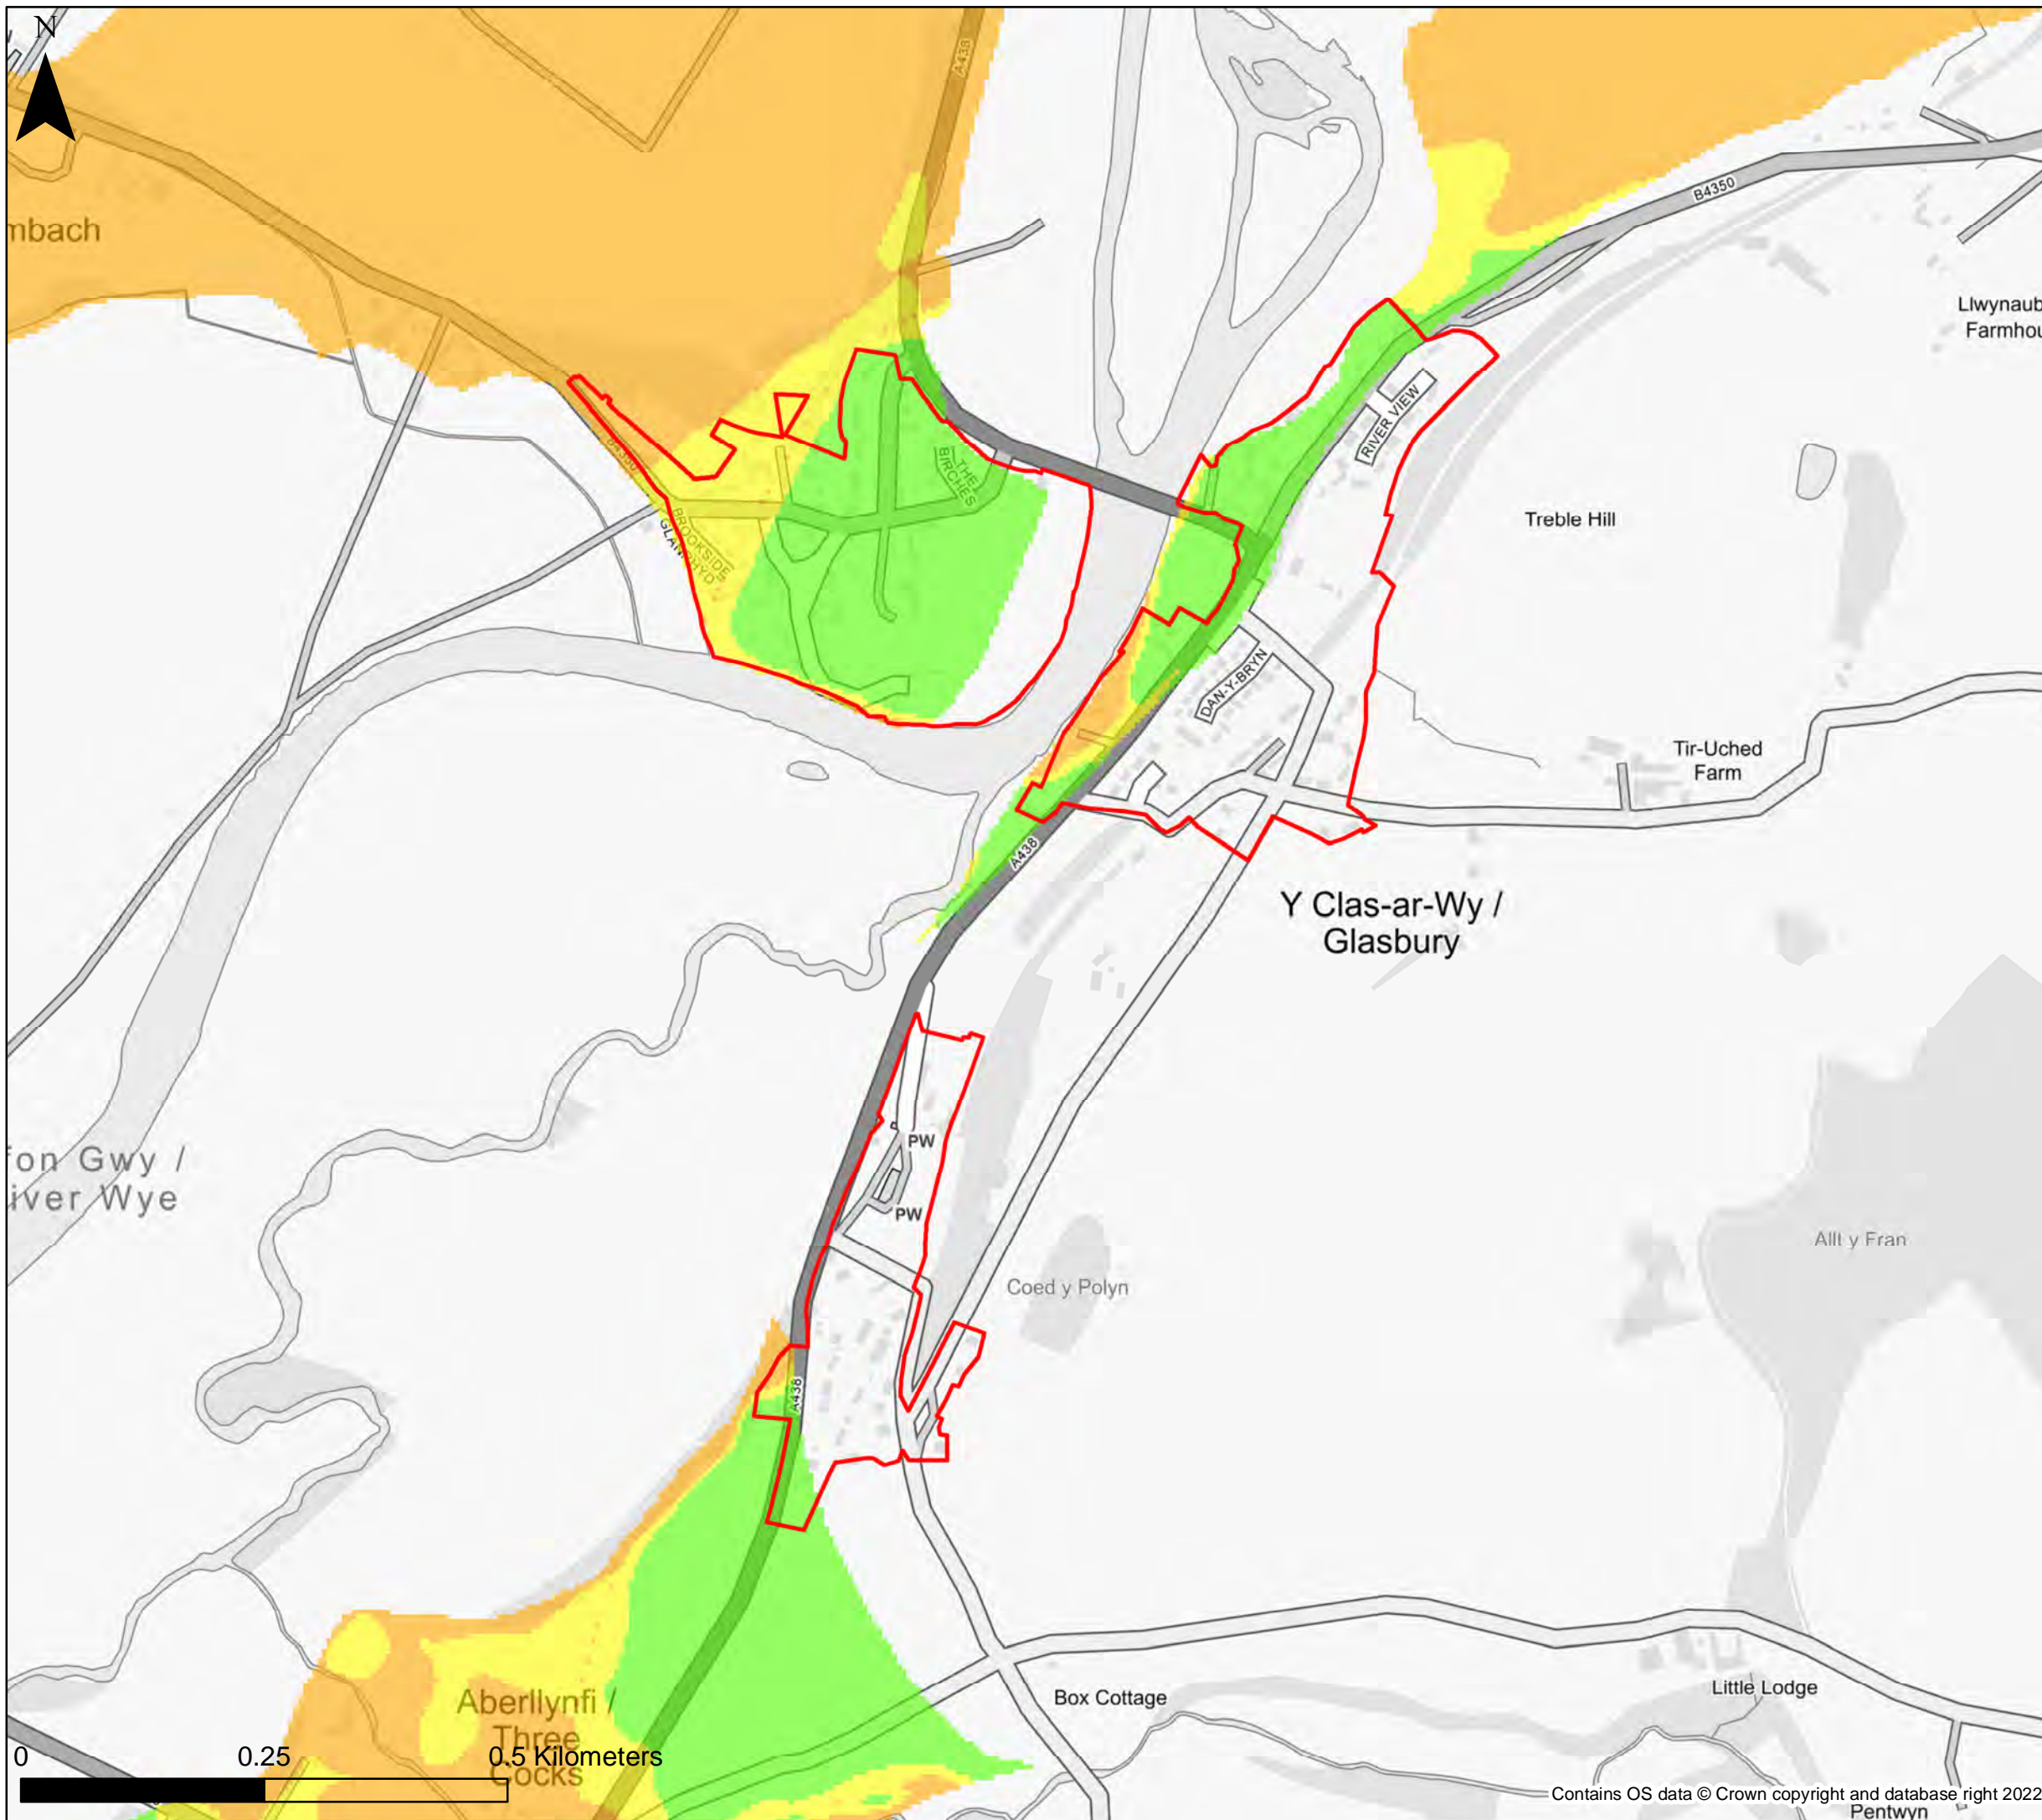 N
A438
mbach
B4350
Llwynaub
Farmhou
RIVER VIEW
THE
BIRCHES
Treble Hill
BROOKSIDE
DAN-Y-BRYN
Tir-Uched
Farm
A438
Y Clas-ar-Wy /
Glasbury
PW
fon Gwy /
iver Wye
PW
Allt y Fran
Coed y Polyn
A438
Aberllynfi /
Three
Cocks
Box Cottage
Little Lodge
0 0.25 0.5 Kilometers
Contains OS data © Crown copyright and database right 2022
Pentwyn